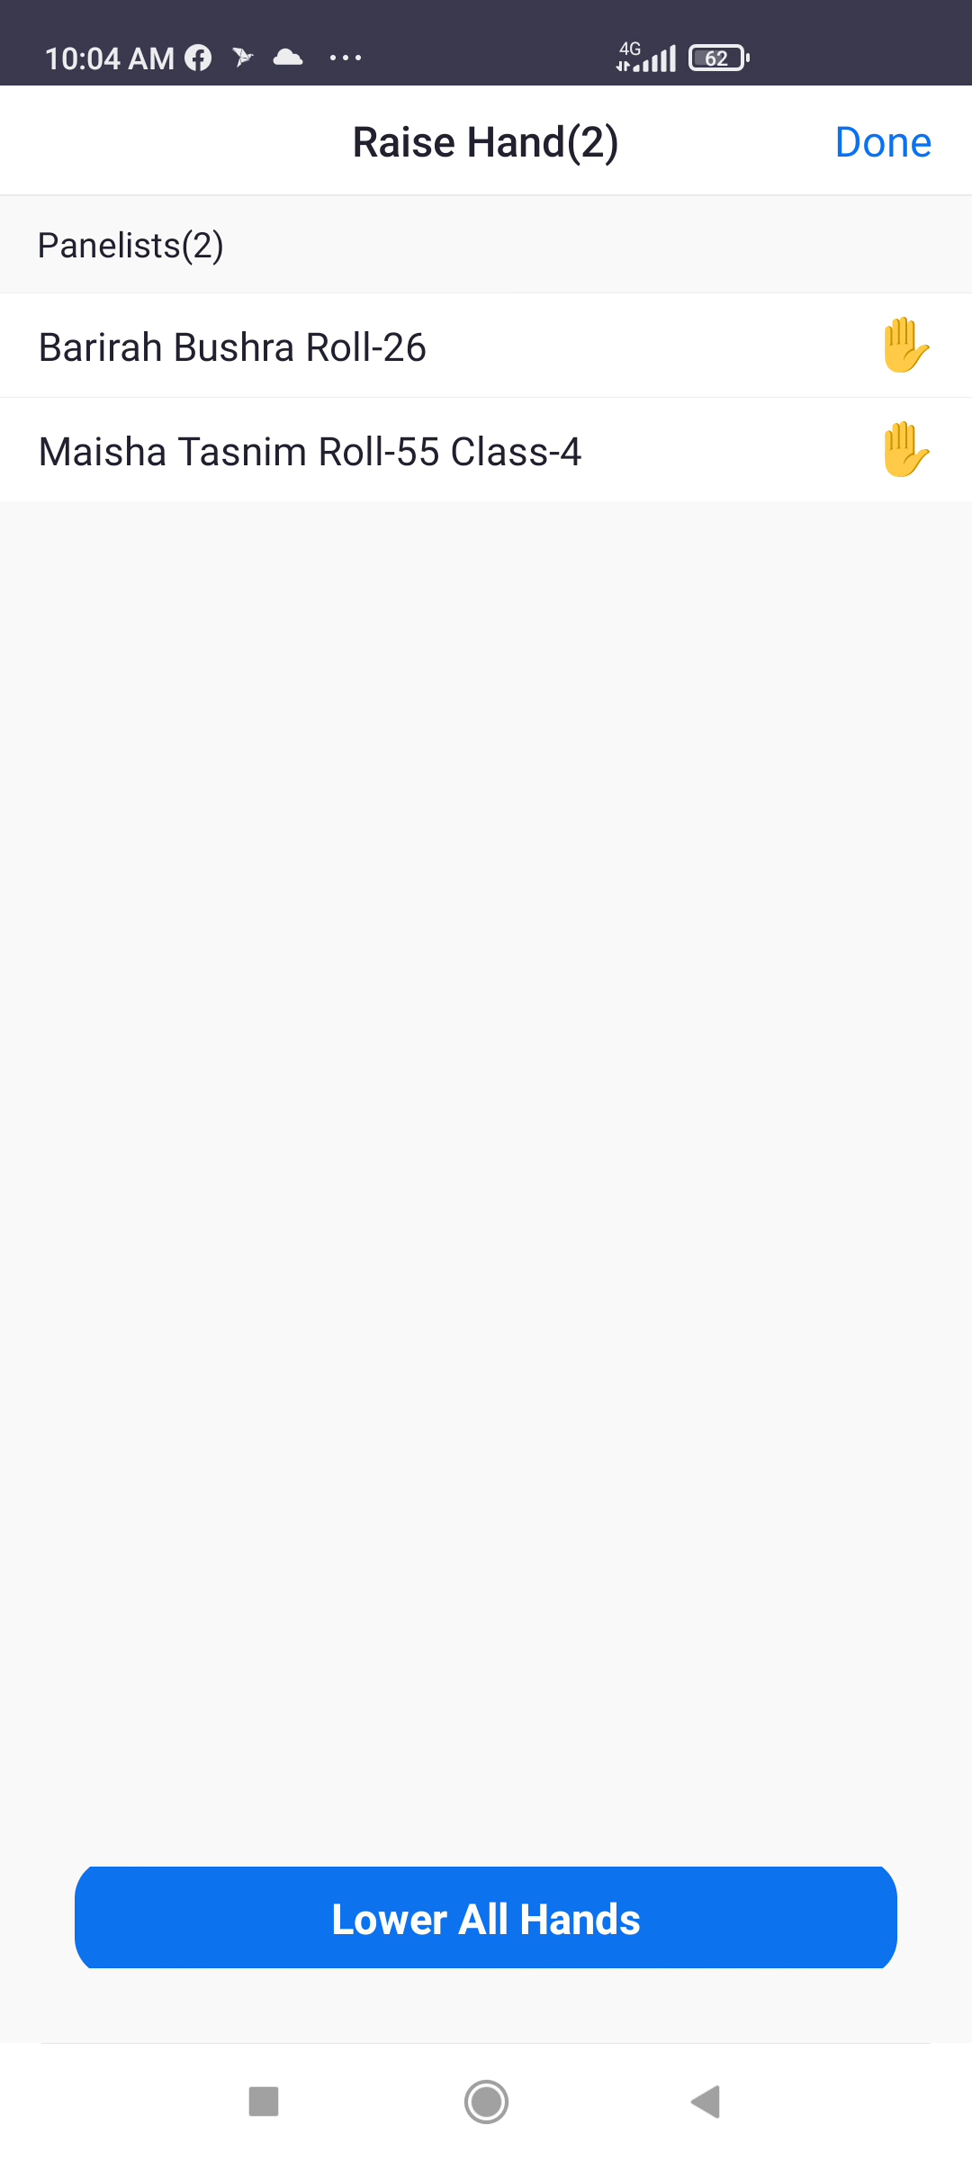 10:04 AM
4G
62
Raise Hand(2)
Done
Panelists(2)
Barirah Bushra Roll-26
Maisha Tasnim Roll-55 Class-4
Lower All Hands